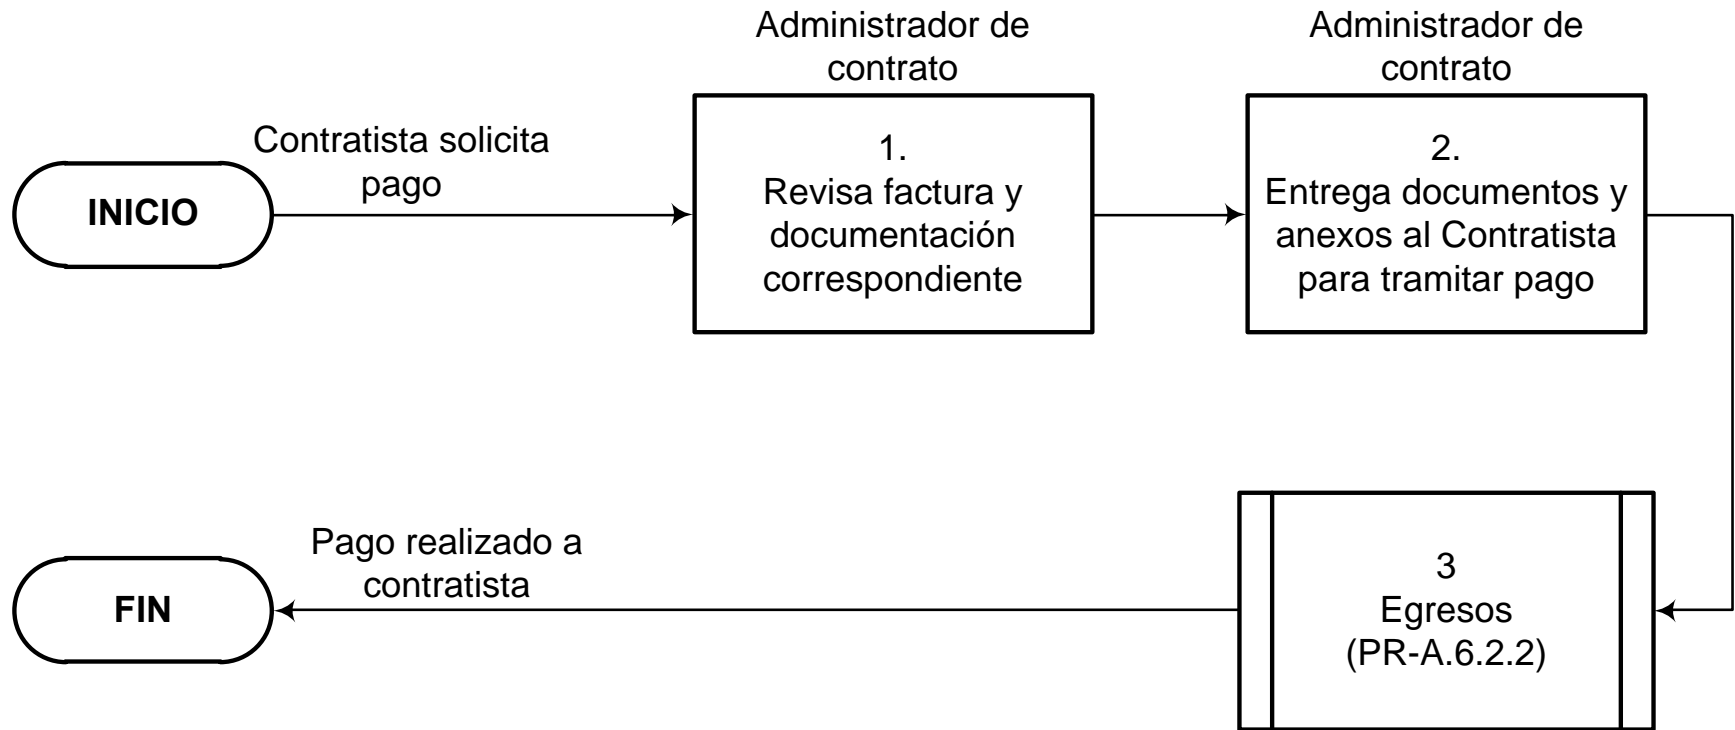 INICIO
Contratista solicita
pago
Administrador de
contrato
1.
Revisa factura y
documentación
correspondiente
Administrador de
contrato
2.
Entrega documentos y
anexos al Contratista
para tramitar pago
3
Egresos
(PR-A.6.2.2)
Pago realizado a
contratista
FIN